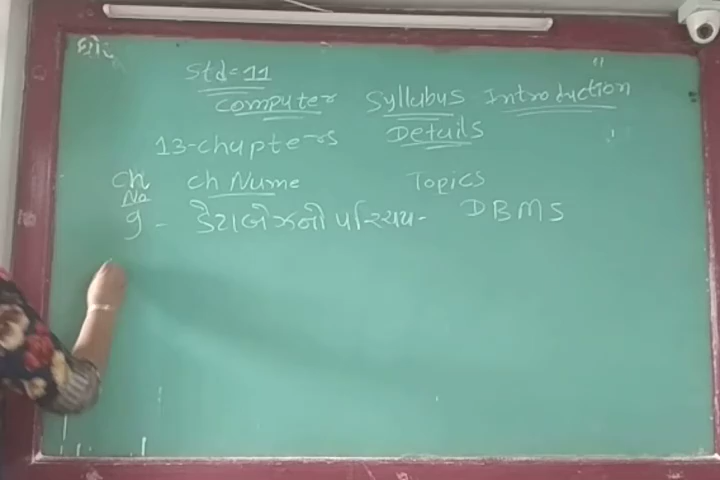 ધો:
Std=11
Computer Syllabus Introduction
13-chapters Details
Ch No Ch Name Topics
9 - ડેટાબેઝનો પરિચય - DBMS